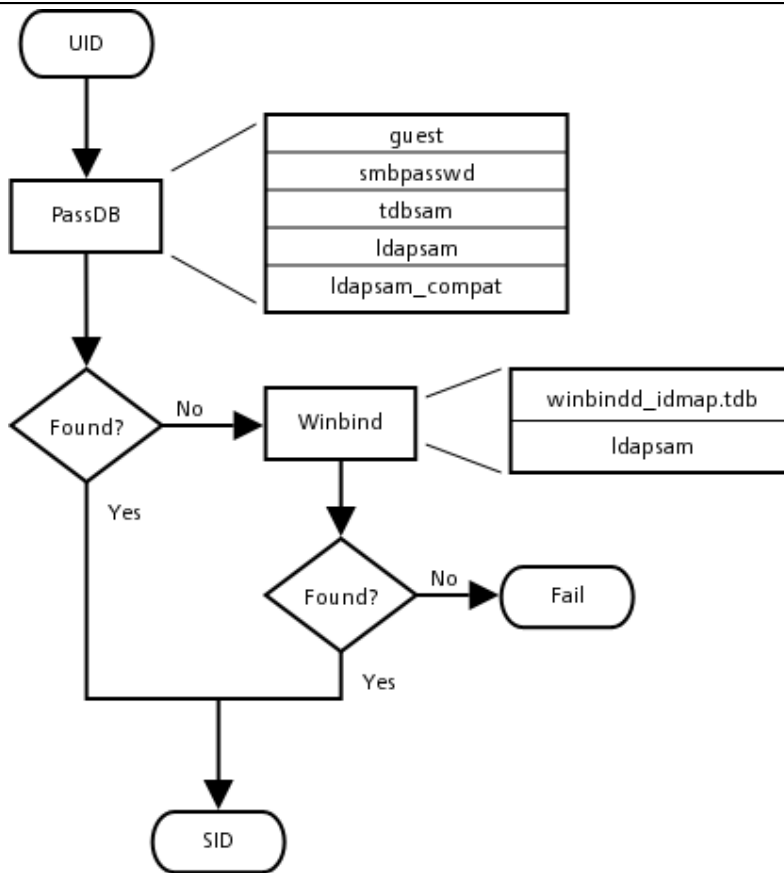 UID
PassDB
guest
smbpasswd
tdbsam
ldapsam
ldapsam_compat
Found?
No
Winbind
winbindd_idmap.tdb
ldapsam
Yes
Found?
No
Fail
Yes
SID